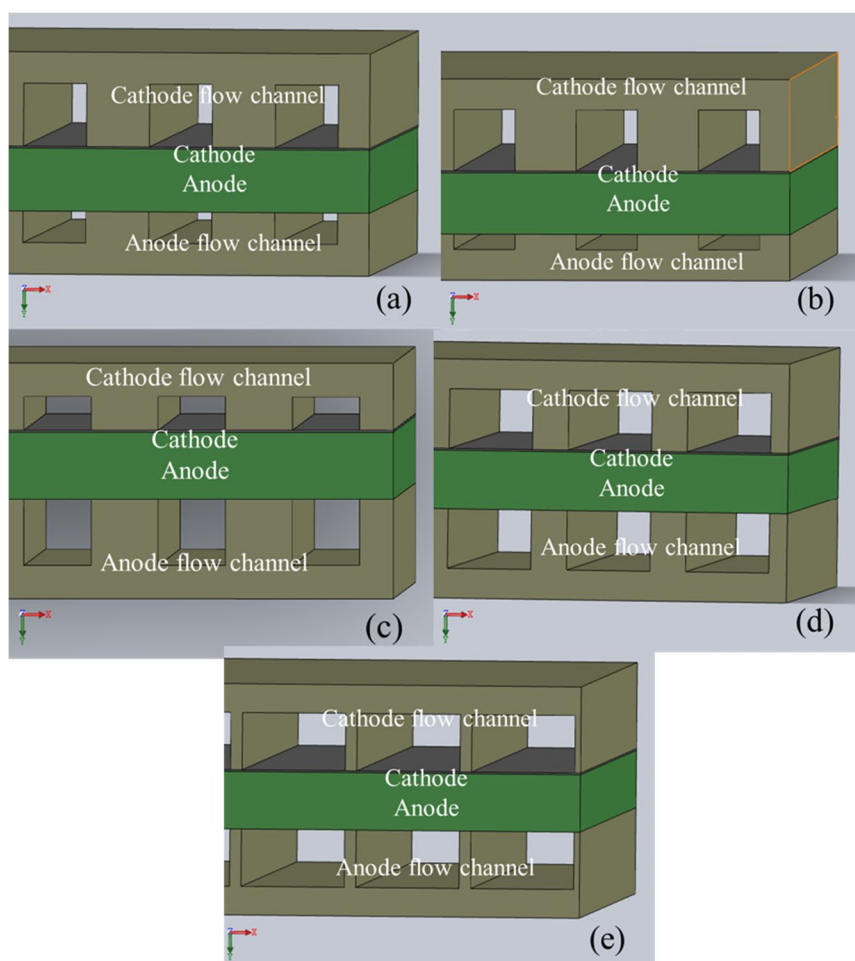 Cathode flow channel
Cathode
Anode
Anode flow channel
Z X
Y
(a)
Cathode flow channel
Cathode
Anode
Anode flow channel
Z X
Y
(b)
Cathode flow channel
Cathode
Anode
Anode flow channel
Z X
Y
(c)
Cathode flow channel
Cathode
Anode
Anode flow channel
Z X
Y
(d)
Cathode flow channel
Cathode
Anode
Anode flow channel
Z X
Y
(e)